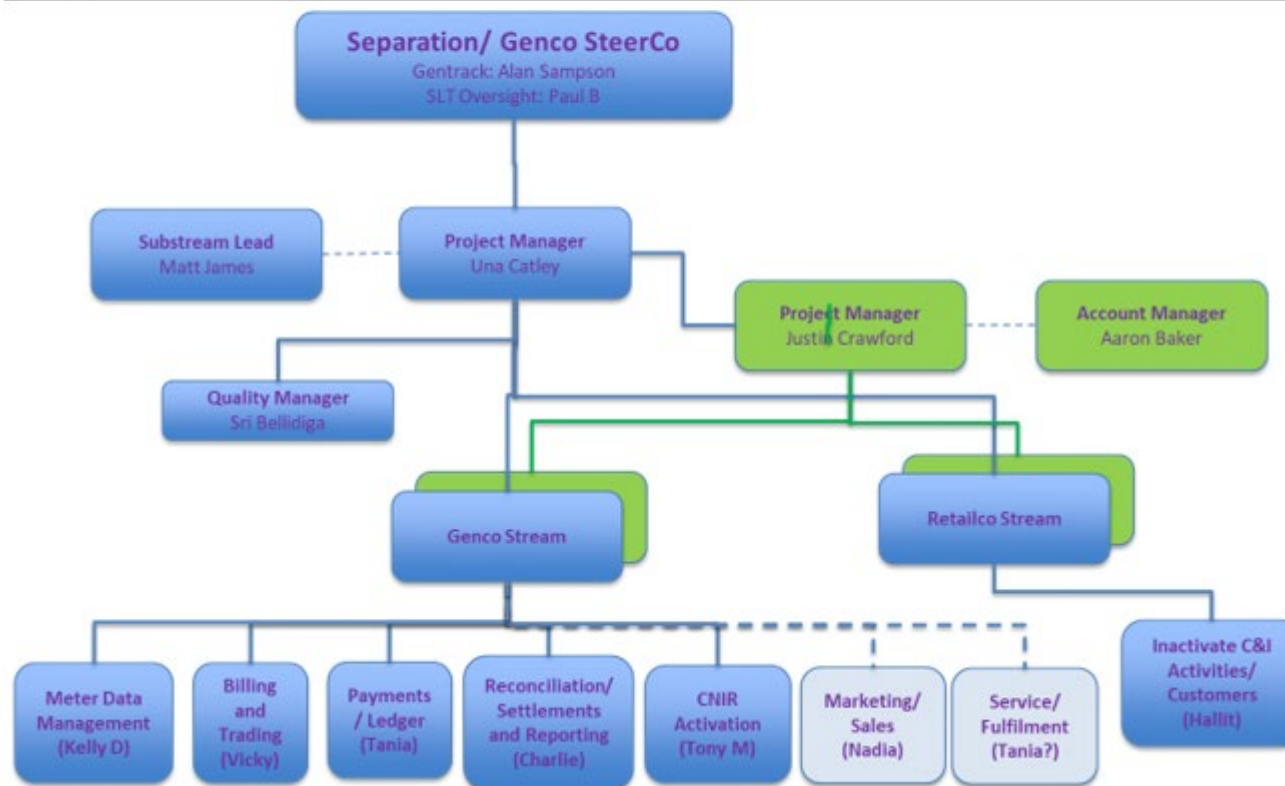 Separation/ Genco SteerCo
Gentrack: Alan Sampson
SLT Oversight: Paul B
Substream Lead
Matt James
Project Manager
Una Catley
Project Manager
Justin Crawford
Account Manager
Aaron Baker
Quality Manager
Sri Bellidiga
Genco Stream
Retailco Stream
Meter Data
Management
(Kelly D)
Billing
and
Trading
(Vicky)
Payments
/ Ledger
(Tania)
Reconciliation/
Settlements
and Reporting
(Charlie)
CNIR
Activation
(Tony M)
Marketing/
Sales
(Nadia)
Service/
Fulfilment
(Tania?)
Inactivate C&I
Activities/
Customers
(Hallit)